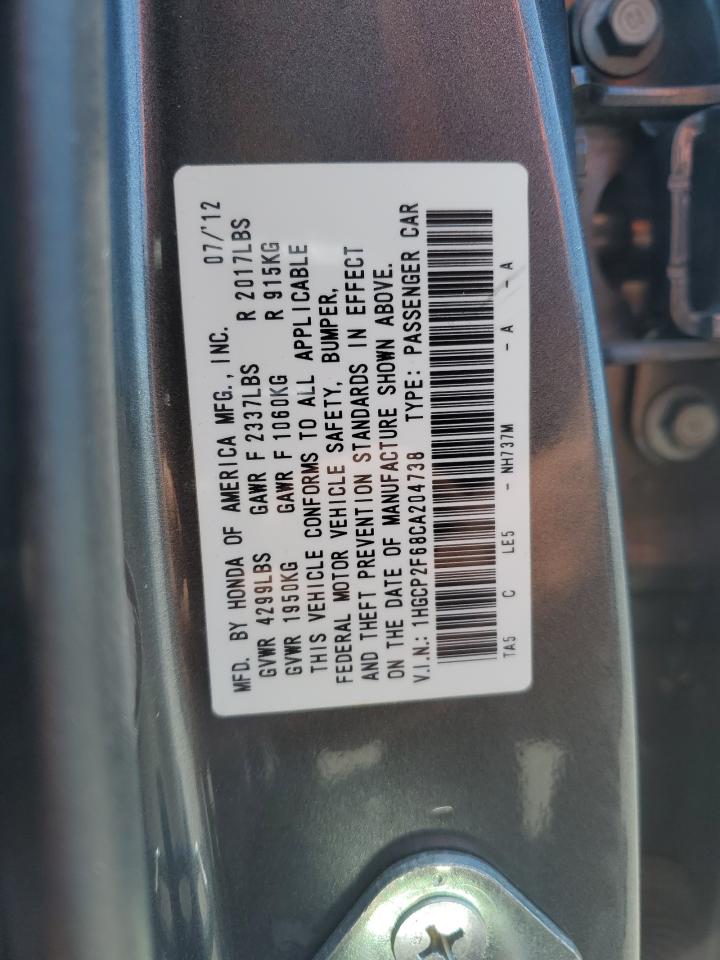 MFD. BY HONDA OF AMERICA MFG., INC. 07/'12
GVWR 4299LBS GAWR F 2337LBS R 2017LBS
GVWR 1950KG GAWR F 1060KG R 915KG
THIS VEHICLE CONFORMS TO ALL APPLICABLE
FEDERAL MOTOR VEHICLE SAFETY, BUMPER,
AND THEFT PREVENTION STANDARDS IN EFFECT
ON THE DATE OF MANUFACTURE SHOWN ABOVE.
V.I.N.: 1HGCP2F68CA204738 TYPE: PASSENGER CAR
TA5 C LE5 - NH737M - A - A